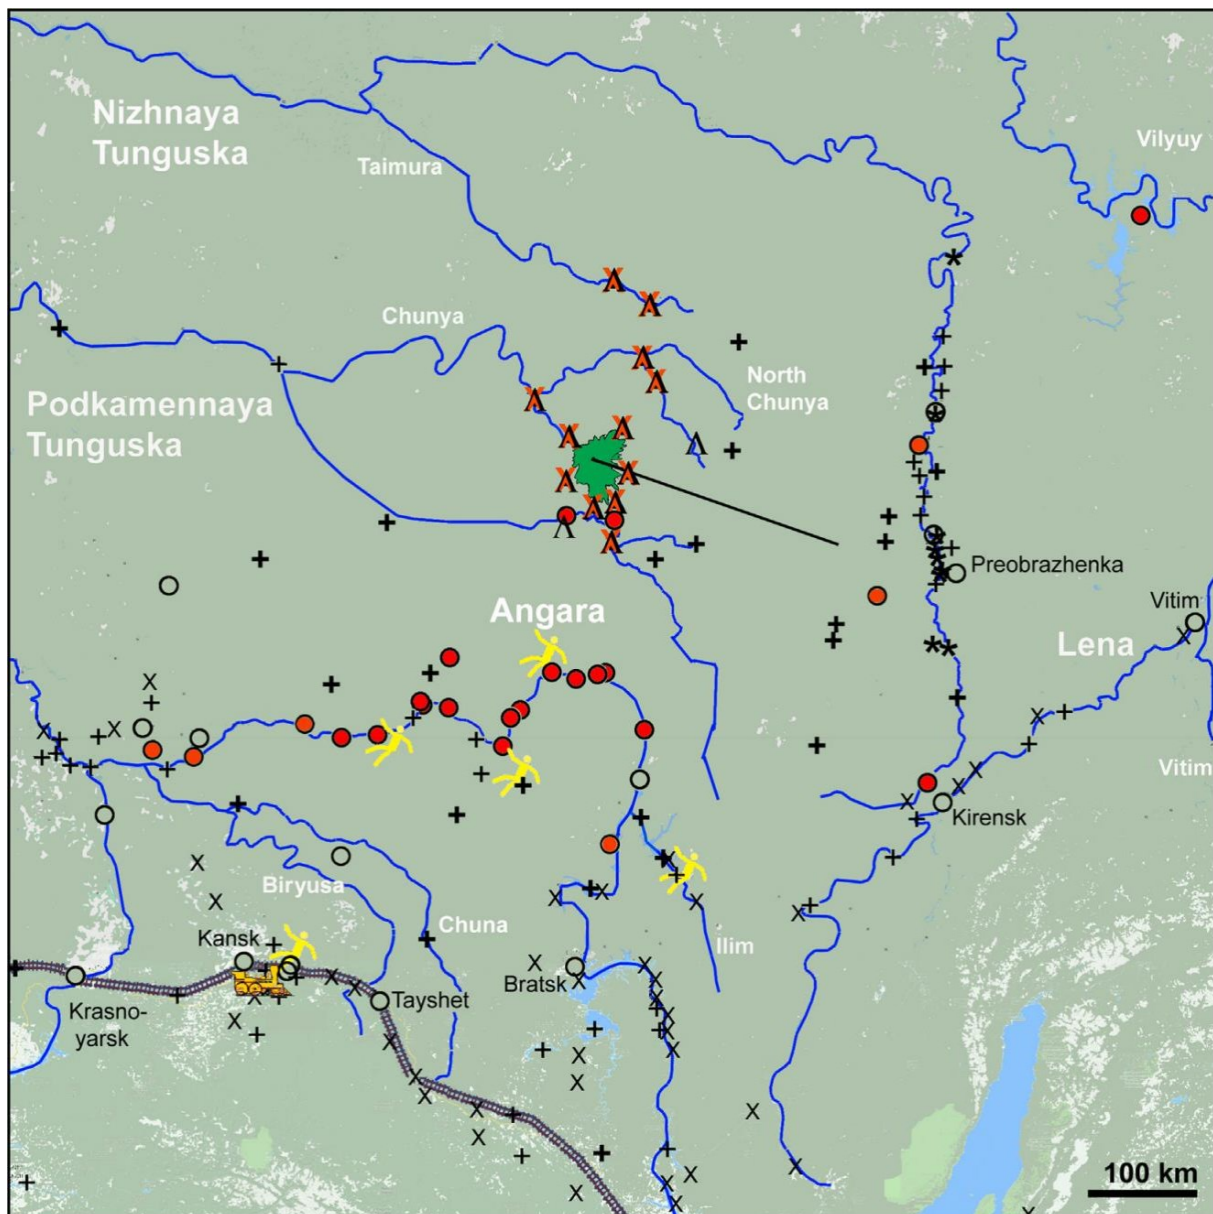 Nizhnaya
Tunguska
Vilyuy
Taimura
Chunya
North
Chunya
Podkamennaya
Tunguska
Preobrazhenka
Vitim
Angara
Lena
Vitim
Kirensk
Biryusa
Chuna
Kansk
Ilim
Bratsk
Krasno-
yarsk
Tayshet
100 km